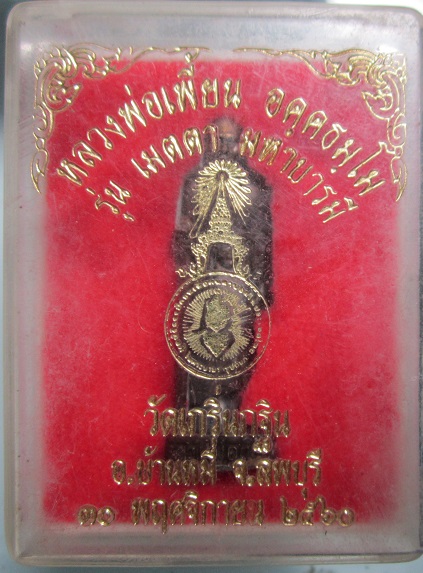 หลวงพ่อเพี้ยน อคฺคธมฺโม
รุ่น เมตตา มหาบารมี
วัดเกริ่นกฐิน
อ.บ้านหมี่ จ.ลพบุรี
๓๑ พฤศจิกายน ๒๕๖๐